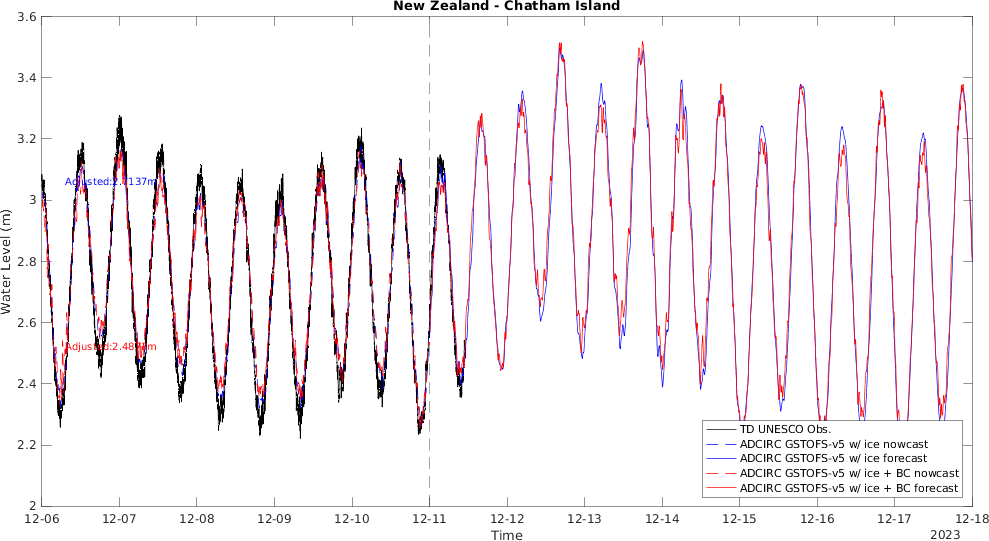 New Zealand - Chatham Island
3.6
3.4
3.2
3
2.8
2.6
2.4
2.2
2
Water Level (m)
Adjusted:2.7137m
12-06
12-07
12-08
12-09
12-10
12-11
12-12
12-13
12-14
12-15
12-16
12-17
12-18
Time
2023
TD UNESCO Obs.
ADCIRC GSTOFS-v5 w/ ice nowcast
ADCIRC GSTOFS-v5 w/ ice forecast
ADCIRC GSTOFS-v5 w/ ice + BC nowcast
ADCIRC GSTOFS-v5 w/ ice + BC forecast